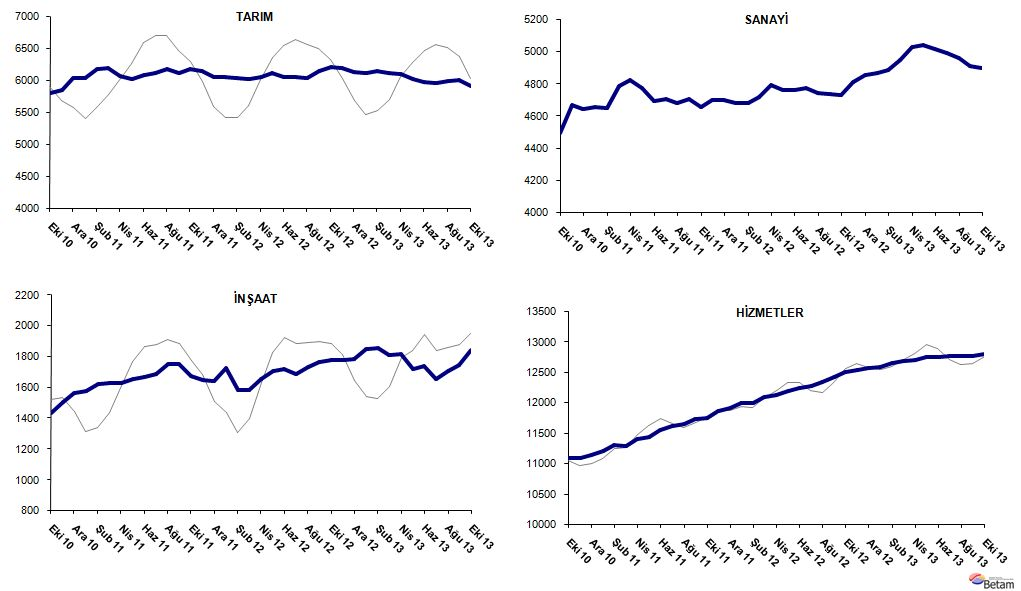 TARIM
7000
6500
6000
5500
5000
4500
4000
Eki 10
Ara 10
Şub 11
Nis 11
Haz 11
Ağu 11
Eki 11
Ara 11
Şub 12
Nis 12
Haz 12
Ağu 12
Eki 12
Ara 12
Şub 13
Nis 13
Haz 13
Ağu 13
Eki 13
SANAYİ
5200
5000
4800
4600
4400
4200
4000
Eki 10
Ara 10
Şub 11
Nis 11
Haz 11
Ağu 11
Eki 11
Ara 11
Şub 12
Nis 12
Haz 12
Ağu 12
Eki 12
Ara 12
Şub 13
Nis 13
Haz 13
Ağu 13
Eki 13
İNŞAAT
2200
2000
1800
1600
1400
1200
1000
800
Eki 10
Ara 10
Şub 11
Nis 11
Haz 11
Ağu 11
Eki 11
Ara 11
Şub 12
Nis 12
Haz 12
Ağu 12
Eki 12
Ara 12
Şub 13
Nis 13
Haz 13
Ağu 13
Eki 13
HİZMETLER
13500
13000
12500
12000
11500
11000
10500
10000
Eki 10
Ara 10
Şub 11
Nis 11
Haz 11
Ağu 11
Eki 11
Ara 11
Şub 12
Nis 12
Haz 12
Ağu 12
Eki 12
Ara 12
Şub 13
Nis 13
Haz 13
Ağu 13
Eki 13
Betam